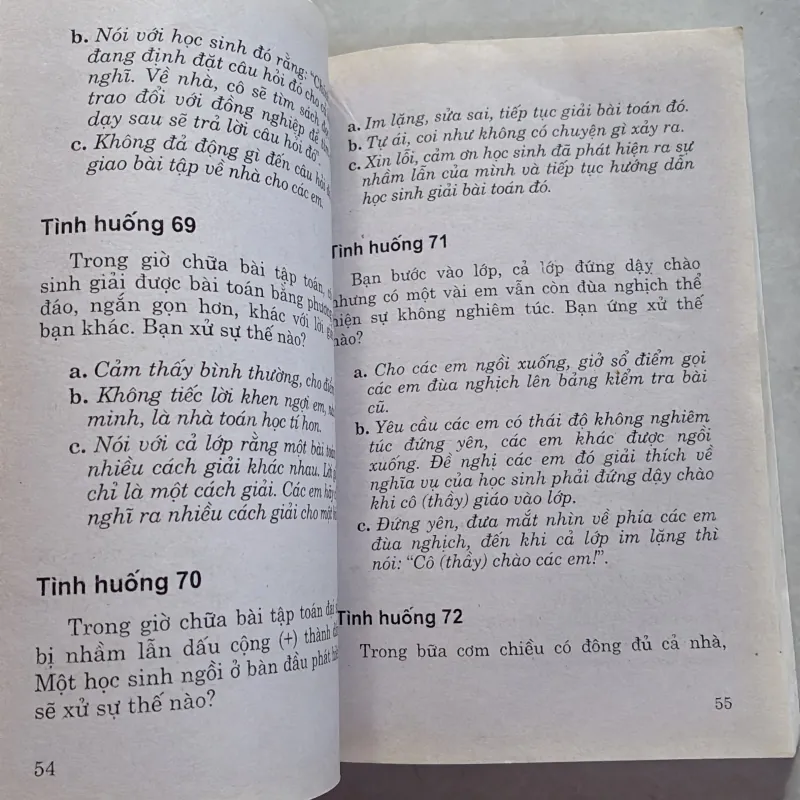 b. Nói với học sinh đó rằng: "Chú
đang định đặt câu hỏi đó cho cả
nghĩ. Về nhà, cô sẽ tìm sách đọc
trao đổi với đồng nghiệp để
dạy sau sẽ trả lời câu hỏi đó".
c. Không đả động gì đến câu hỏi
giao bài tập về nhà cho các em.
Tình huống 69
Trong giờ chữa bài tập toán,
sinh giải được bài toán bằng phương
đáo, ngắn gọn hơn, khác với lời
bạn khác. Bạn xử sự thế nào?
a. Cảm thấy bình thường, cho điểm
b. Không tiếc lời khen ngợi em,
minh, là nhà toán học tí hon.
c. Nói với cả lớp rằng một bài toán
nhiều cách giải khác nhau.
chỉ là một cách giải. Các em hãy
nghĩ ra nhiều cách giải cho một
Tình huống 70
Trong giờ chữa bài tập toán đại
bị nhầm lẫn dấu cộng (+) thành
Một học sinh ngồi ở bàn đầu phát
sẽ xử sự thế nào?
54
a. Im lặng, sửa sai, tiếp tục giải bài toán đó.
b. Tự ái, coi như không có chuyện gì xảy ra.
c. Xin lỗi, cảm ơn học sinh đã phát hiện ra sự
nhầm lẫn của mình và tiếp tục hướng dẫn
học sinh giải bài toán đó.
Tình huống 71
Bạn bước vào lớp, cả lớp đứng dậy chào
nhưng có một vài em vẫn còn đùa nghịch thể
hiện sự không nghiêm túc. Bạn ứng xử thế
nào?
a. Cho các em ngồi xuống, giở sổ điểm gọi
các em đùa nghịch lên bảng kiểm tra bài
cũ.
b. Yêu cầu các em có thái độ không nghiêm
túc đứng yên, các em khác được ngồi
xuống. Đề nghị các em đó giải thích về
nghĩa vụ của học sinh phải đứng dậy chào
khi cô (thầy) giáo vào lớp.
c. Đứng yên, đưa mắt nhìn về phía các em
đùa nghịch, đến khi cả lớp im lặng thì
nói: "Cô (thầy) chào các em!".
Tình huống 72
Trong bữa cơm chiều có đông đủ cả nhà,
55